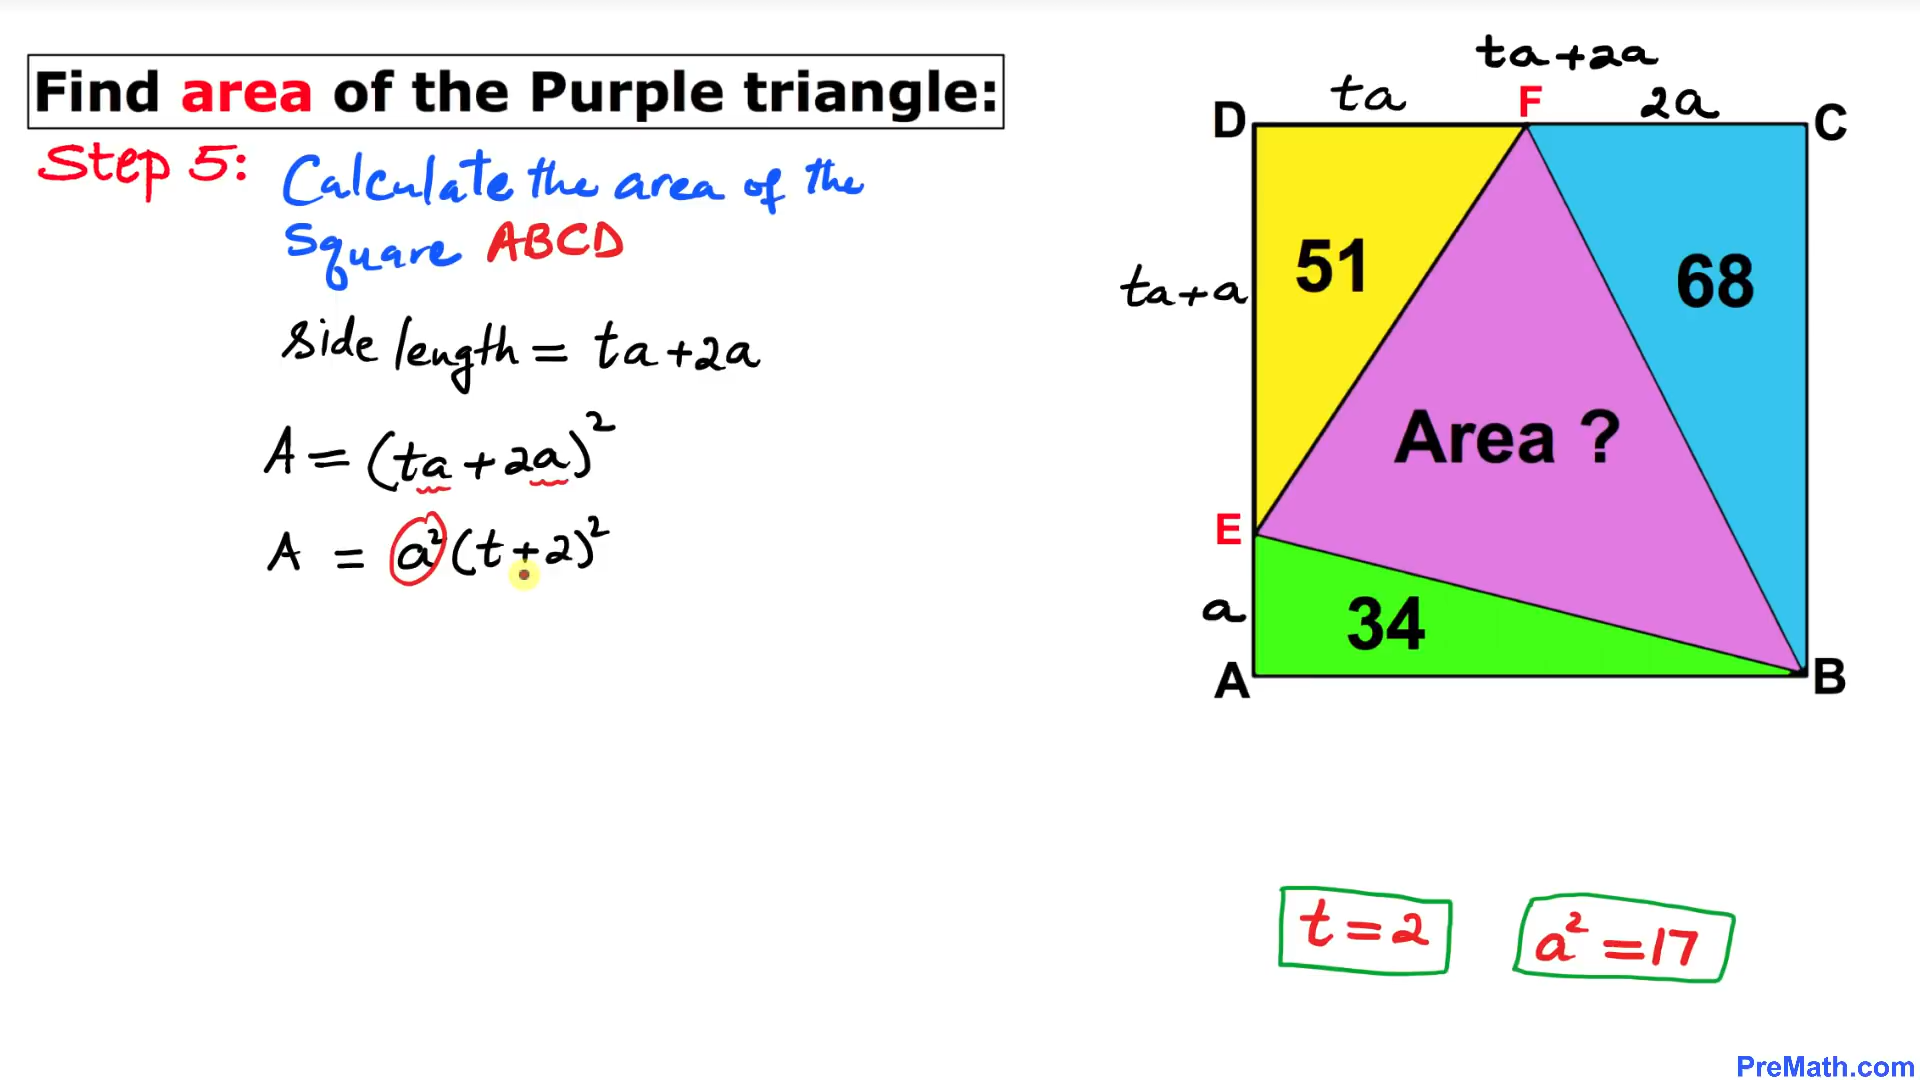 Find area of the Purple triangle:
Step 5: Calculate the area of the
Square ABCD
side length = ta+2a
A = (ta+2a)²
A = a²(t+2)²
ta+2a
ta
2a
D
F
C
ta+a
51
68
Area ?
E
a
34
A
B
t=2
a²=17
PreMath.com